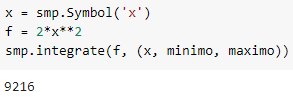 x = smp.Symbol('x')
f = 2*x**2
smp.integrate(f, (x, minimo, maximo))
9216